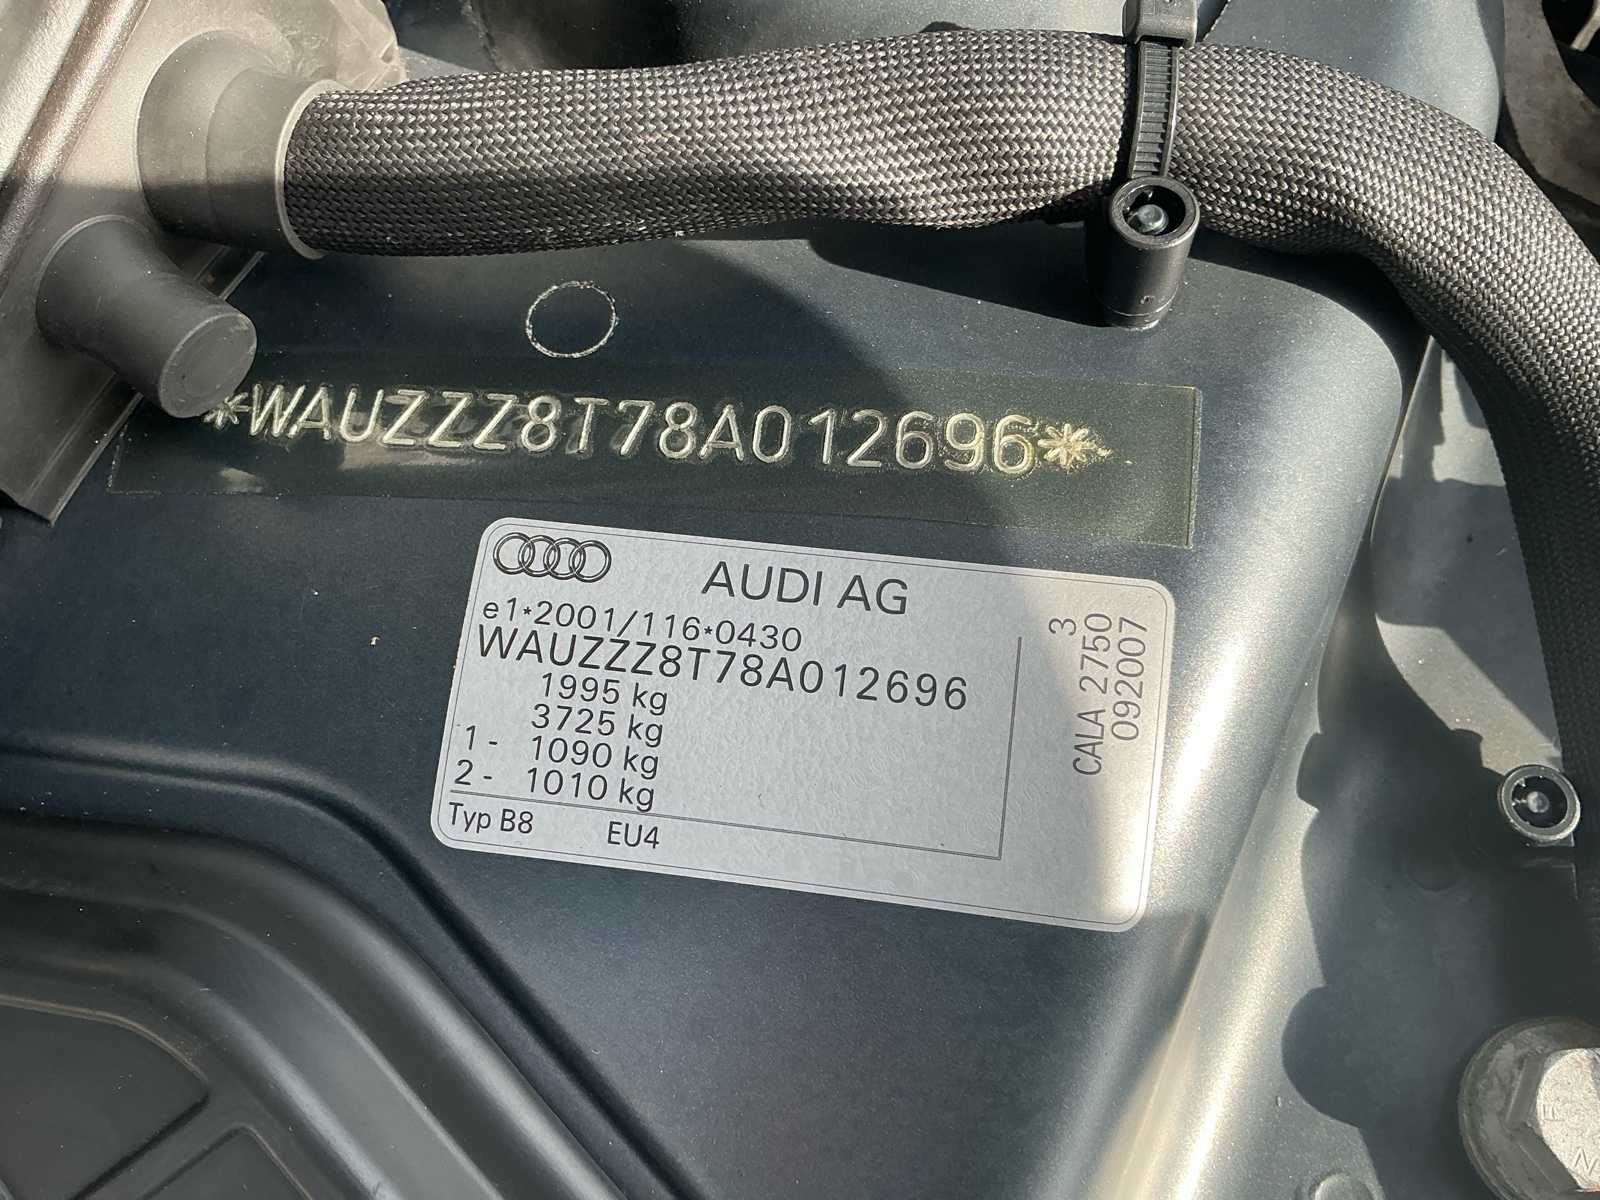 *WAUZZZ8T78A012696*
AUDI AG
e1*2001/116*0430
WAUZZZ8T78A012696
1995 kg
3725 kg
1- 1090 kg
2- 1010 kg
Typ B8 EU4
3
CALA 2750
092007